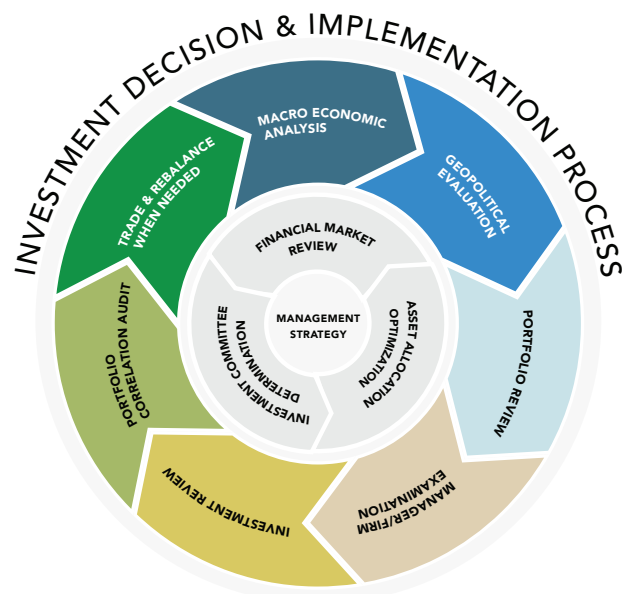 INVESTMENT DECISION & IMPLEMENTATION PROCESS
MACRO ECONOMIC
ANALYSIS
GEOPOLITICAL
EVALUATION
PORTFOLIO REVIEW
MANAGER/FIRM
EXAMINATION
INVESTMENT REVIEW
PORTFOLIO
CORRELATION AUDIT
TRADE & REBALANCE
WHEN NEEDED
FINANCIAL MARKET
REVIEW
ASSET ALLOCATION
OPTIMIZATION
INVESTMENT COMMITTEE
DETERMINATION
MANAGEMENT
STRATEGY